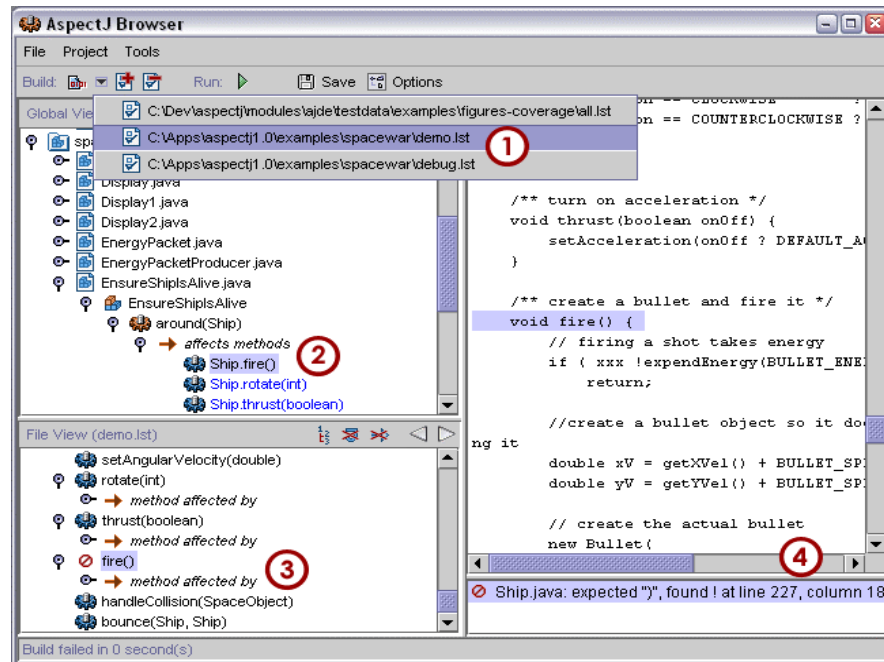 AspectJ Browser
File Project Tools
Build: Run: Save Options
Global Vie
C:\Dev\aspectj\modules\ajde\testdata\examples\figures-coverage\all.lst
C:\Apps\aspectj1.0\examples\spacewar\demo.lst
C:\Apps\aspectj1.0\examples\spacewar\debug.lst
1
spa
Display.java
Display1.java
Display2.java
EnergyPacket.java
EnergyPacketProducer.java
EnsureShipIsAlive.java
EnsureShipIsAlive
around(Ship)
affects methods
2
Ship.fire()
Ship.rotate(int)
Ship.thrust(boolean)
on == CLOCKWISE ?
on == COUNTERCLOCKWISE ?
/** turn on acceleration */
void thrust(boolean onOff) {
setAcceleration(onOff ? DEFAULT_A
}
/** create a bullet and fire it */
void fire() {
// firing a shot takes energy
if ( xxx !expendEnergy(BULLET_ENE
return;
//create a bullet object so it do
ng it
double xV = getXVel() + BULLET_SP
double yV = getYVel() + BULLET_SP
// create the actual bullet
new Bullet(
File View (demo.lst)
setAngularVelocity(double)
rotate(int)
method affected by
thrust(boolean)
method affected by
fire()
method affected by
3
handleCollision(SpaceObject)
bounce(Ship, Ship)
4
Ship.java: expected ")", found ! at line 227, column 18
Build failed in 0 second(s)